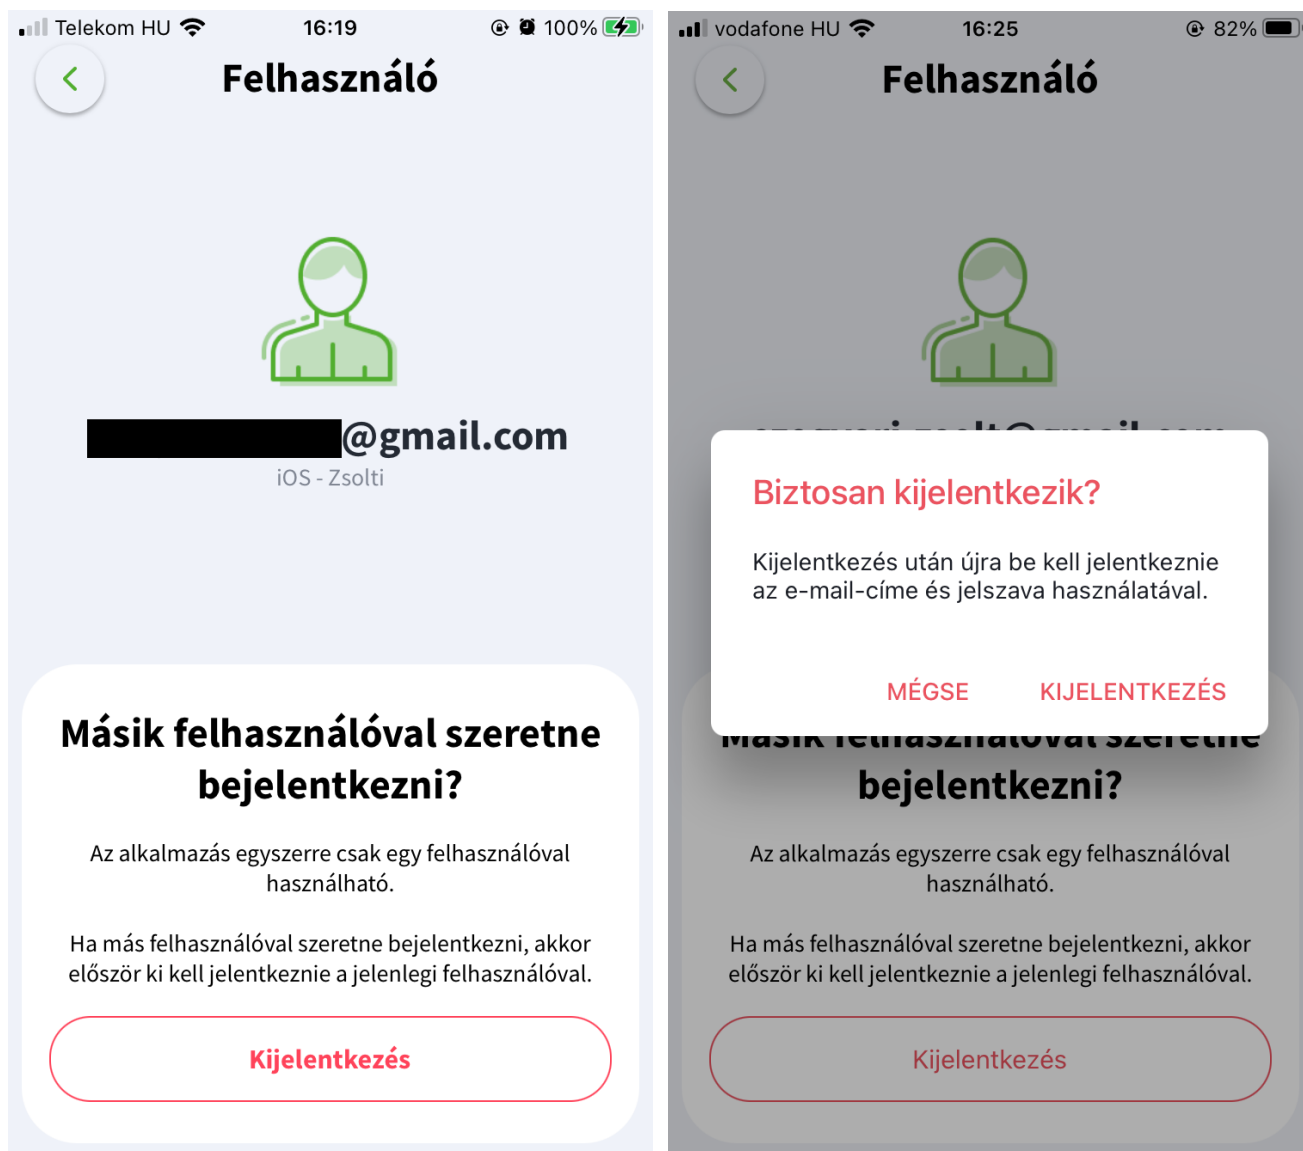 Telekom HU 16:19 100%
Felhasználó
@gmail.com
iOS - Zsolti
Másik felhasználóval szeretne
bejelentkezni?
Az alkalmazás egyszerre csak egy felhasználóval
használható.
Ha más felhasználóval szeretne bejelentkezni, akkor
először ki kell jelentkeznie a jelenlegi felhasználóval.
Kijelentkezés
vodafone HU 16:25 82%
Felhasználó
Biztosan kijelentkezik?
Kijelentkezés után újra be kell jelentkeznie
az e-mail-címe és jelszava használatával.
MÉGSE KIJELENTKEZÉS
Másik felhasználóval szeretne
bejelentkezni?
Az alkalmazás egyszerre csak egy felhasználóval
használható.
Ha más felhasználóval szeretne bejelentkezni, akkor
először ki kell jelentkeznie a jelenlegi felhasználóval.
Kijelentkezés